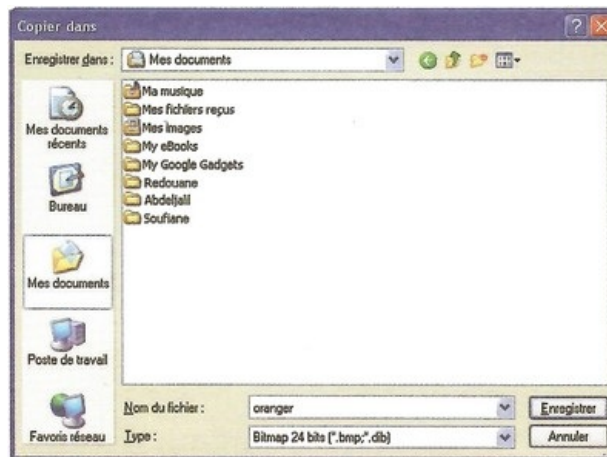 Copier dans
?
Enregistrer dans :
Mes documents
Mes documents
récents
Bureau
Mes documents
Poste de travail
Favoris réseau
Ma musique
Mes fichiers reçus
Mes images
My eBooks
My Google Gadgets
Redouane
Abdeljalil
Soufiane
Nom du fichier :
oranger
Enregistrer
Type :
Bitmap 24 bits (*.bmp;*.dib)
Annuler